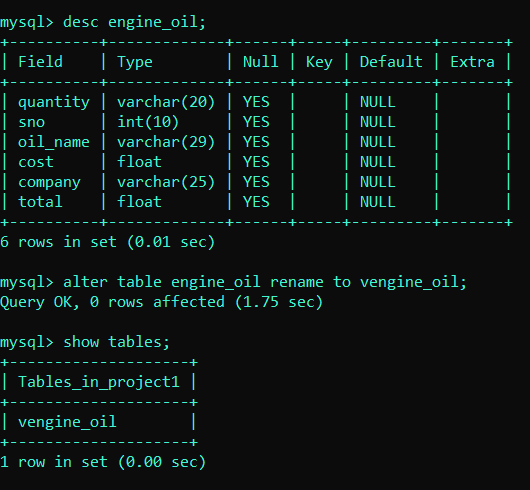 mysql> desc engine_oil;
+----------+-------------+------+-----+---------+-------+
| Field    | Type        | Null | Key | Default | Extra |
+----------+-------------+------+-----+---------+-------+
| quantity | varchar(20) | YES  |     | NULL    |       |
| sno      | int(10)     | YES  |     | NULL    |       |
| oil_name | varchar(29) | YES  |     | NULL    |       |
| cost     | float       | YES  |     | NULL    |       |
| company  | varchar(25) | YES  |     | NULL    |       |
| total    | float       | YES  |     | NULL    |       |
+----------+-------------+------+-----+---------+-------+
6 rows in set (0.01 sec)

mysql> alter table engine_oil rename to vengine_oil;
Query OK, 0 rows affected (1.75 sec)

mysql> show tables;
+--------------------+
| Tables_in_project1 |
+--------------------+
| vengine_oil        |
+--------------------+
1 row in set (0.00 sec)